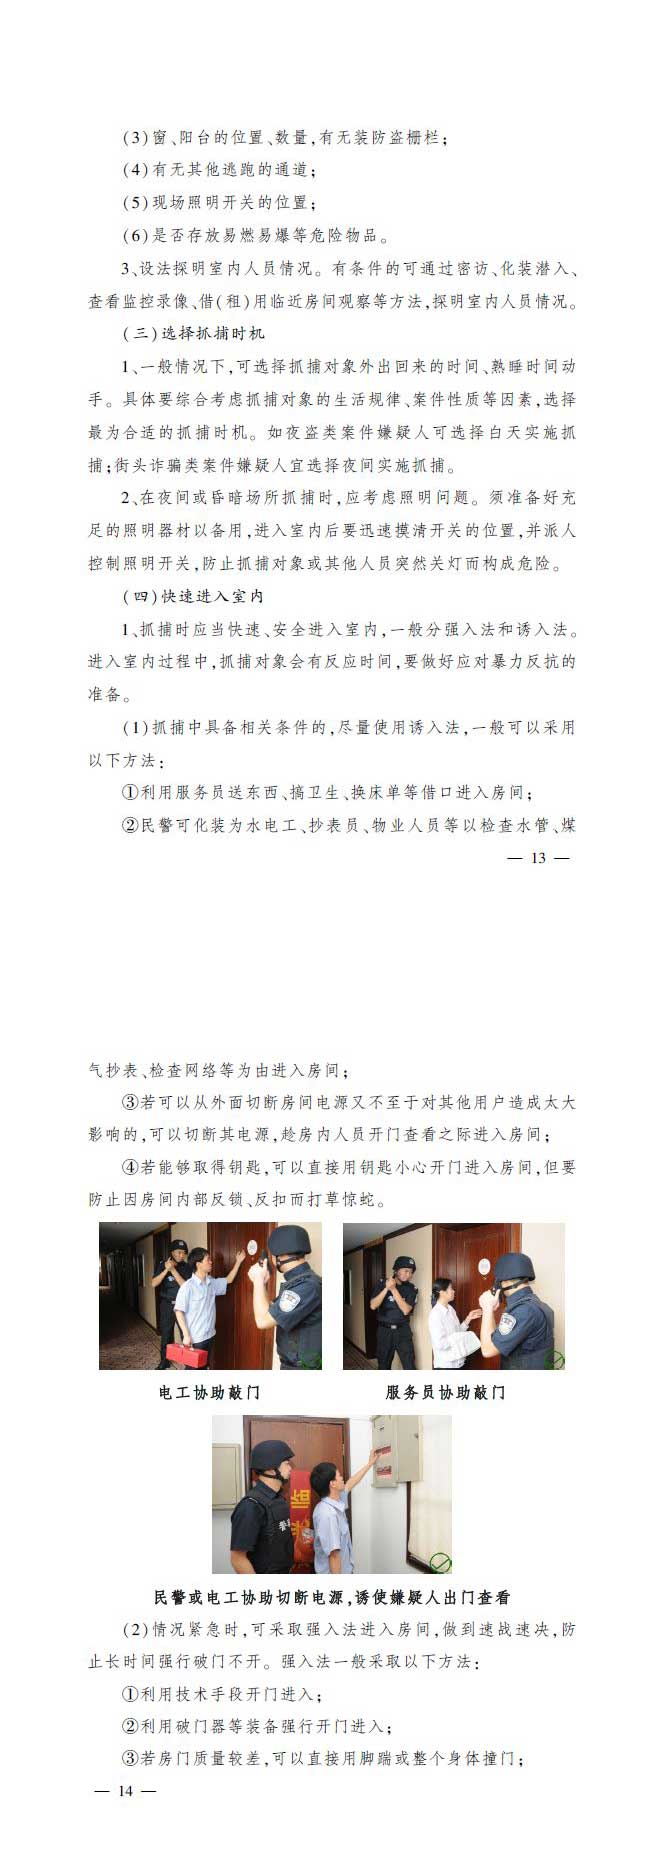 (3)窗、阳台的位置、数量,有无装防盗栅栏;
(4)有无其他逃跑的通道;
(5)现场照明开关的位置;
(6)是否存放易燃易爆等危险物品。
3、设法探明室内人员情况。有条件的可通过密访、化装潜入、
查看监控录像、借(租)用临近房间观察等方法,探明室内人员情况。
(三)选择抓捕时机
1、一般情况下,可选择抓捕对象外出回来的时间、熟睡时间动
手。具体要综合考虑抓捕对象的生活规律、案件性质等因素,选择
最为合适的抓捕时机。如夜盗类案件嫌疑人可选择白天实施抓
捕;街头诈骗类案件嫌疑人宜选择夜间实施抓捕。
2、在夜间或昏暗场所抓捕时,应考虑照明问题。须准备好充
足的照明器材以备用,进入室内后要迅速摸清开关的位置,并派人
控制照明开关,防止抓捕对象或其他人员突然关灯而构成危险。
(四)快速进入室内
1、抓捕时应当快速、安全进入室内,一般分强入法和诱入法。
进入室内过程中,抓捕对象会有反应时间,要做好应对暴力反抗的
准备。
(1)抓捕中具备相关条件的,尽量使用诱入法,一般可以采用
以下方法:
①利用服务员送东西、搞卫生、换床单等借口进入房间;
②民警可化装为水电工、抄表员、物业人员等以检查水管、煤
— 13 —
气抄表、检查网络等为由进入房间;
③若可以从外面切断房间电源又不至于对其他用户造成太大
影响的,可以切断其电源,趁房内人员开门查看之际进入房间;
④若能够取得钥匙,可以直接用钥匙小心开门进入房间,但要
防止因房间内部反锁、反扣而打草惊蛇。
电工协助敲门
服务员协助敲门
民警或电工协助切断电源,诱使嫌疑人出门查看
(2)情况紧急时,可采取强入法进入房间,做到速战速决,防
止长时间强行破门不开。强入法一般采取以下方法:
①利用技术手段开门进入;
②利用破门器等装备强行开门进入;
③若房门质量较差,可以直接用脚踹或整个身体撞门;
— 14 —